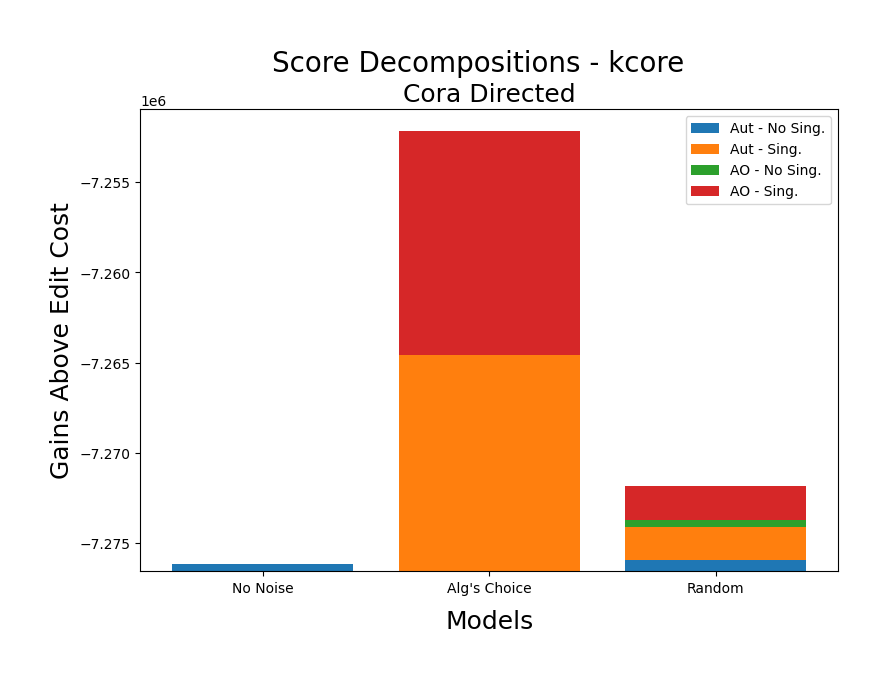 Score Decompositions - kcore
Cora Directed
1e6
Aut - No Sing.
Aut - Sing.
AO - No Sing.
AO - Sing.
−7.255
−7.260
−7.265
−7.270
−7.275
Gains Above Edit Cost
No Noise
Alg's Choice
Random
Models